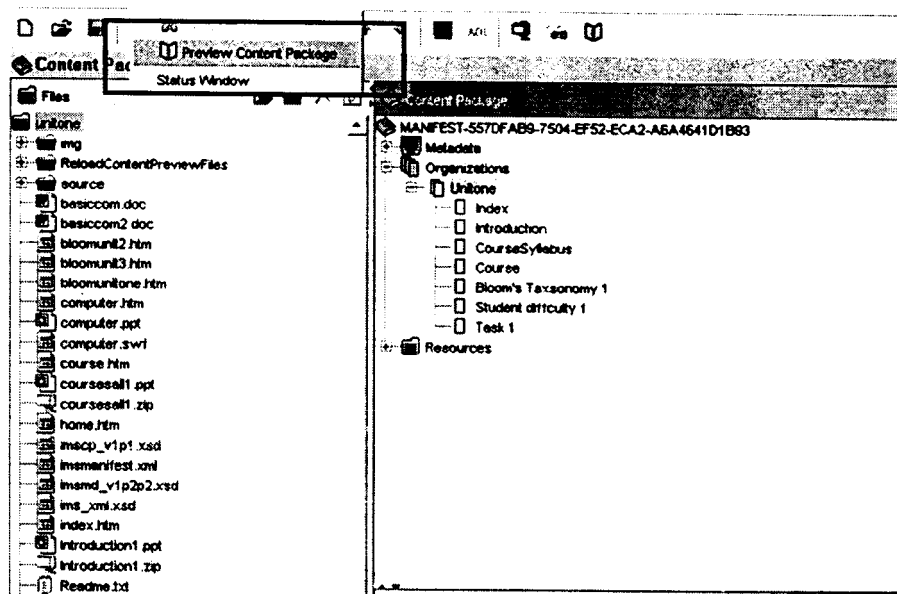 ADL
Preview Content Package
Content Pac
Status Window
Files
Content Package
unitone
img
ReloadContentPreviewFiles
source
basiccom.doc
basiccom2.doc
bloomunit2.htm
bloomunit3.htm
bloomunitone.htm
computer.htm
computer.ppt
computer.swf
course.htm
coursesall1.ppt
coursesall1.zip
home.htm
imscp_v1p1.xsd
imsmanifest.xml
imsmd_v1p2p2.xsd
ims_xml.xsd
index.htm
Introduction1.ppt
Introduction1.zip
Readme.txt
MANIFEST-557DFAB9-7504-EF52-ECA2-A6A4641D1B93
Metadata
Organizations
Unitone
Index
Introduction
CourseSyllabus
Course
Bloom's Taxsonomy 1
Student diffculty 1
Task 1
Resources